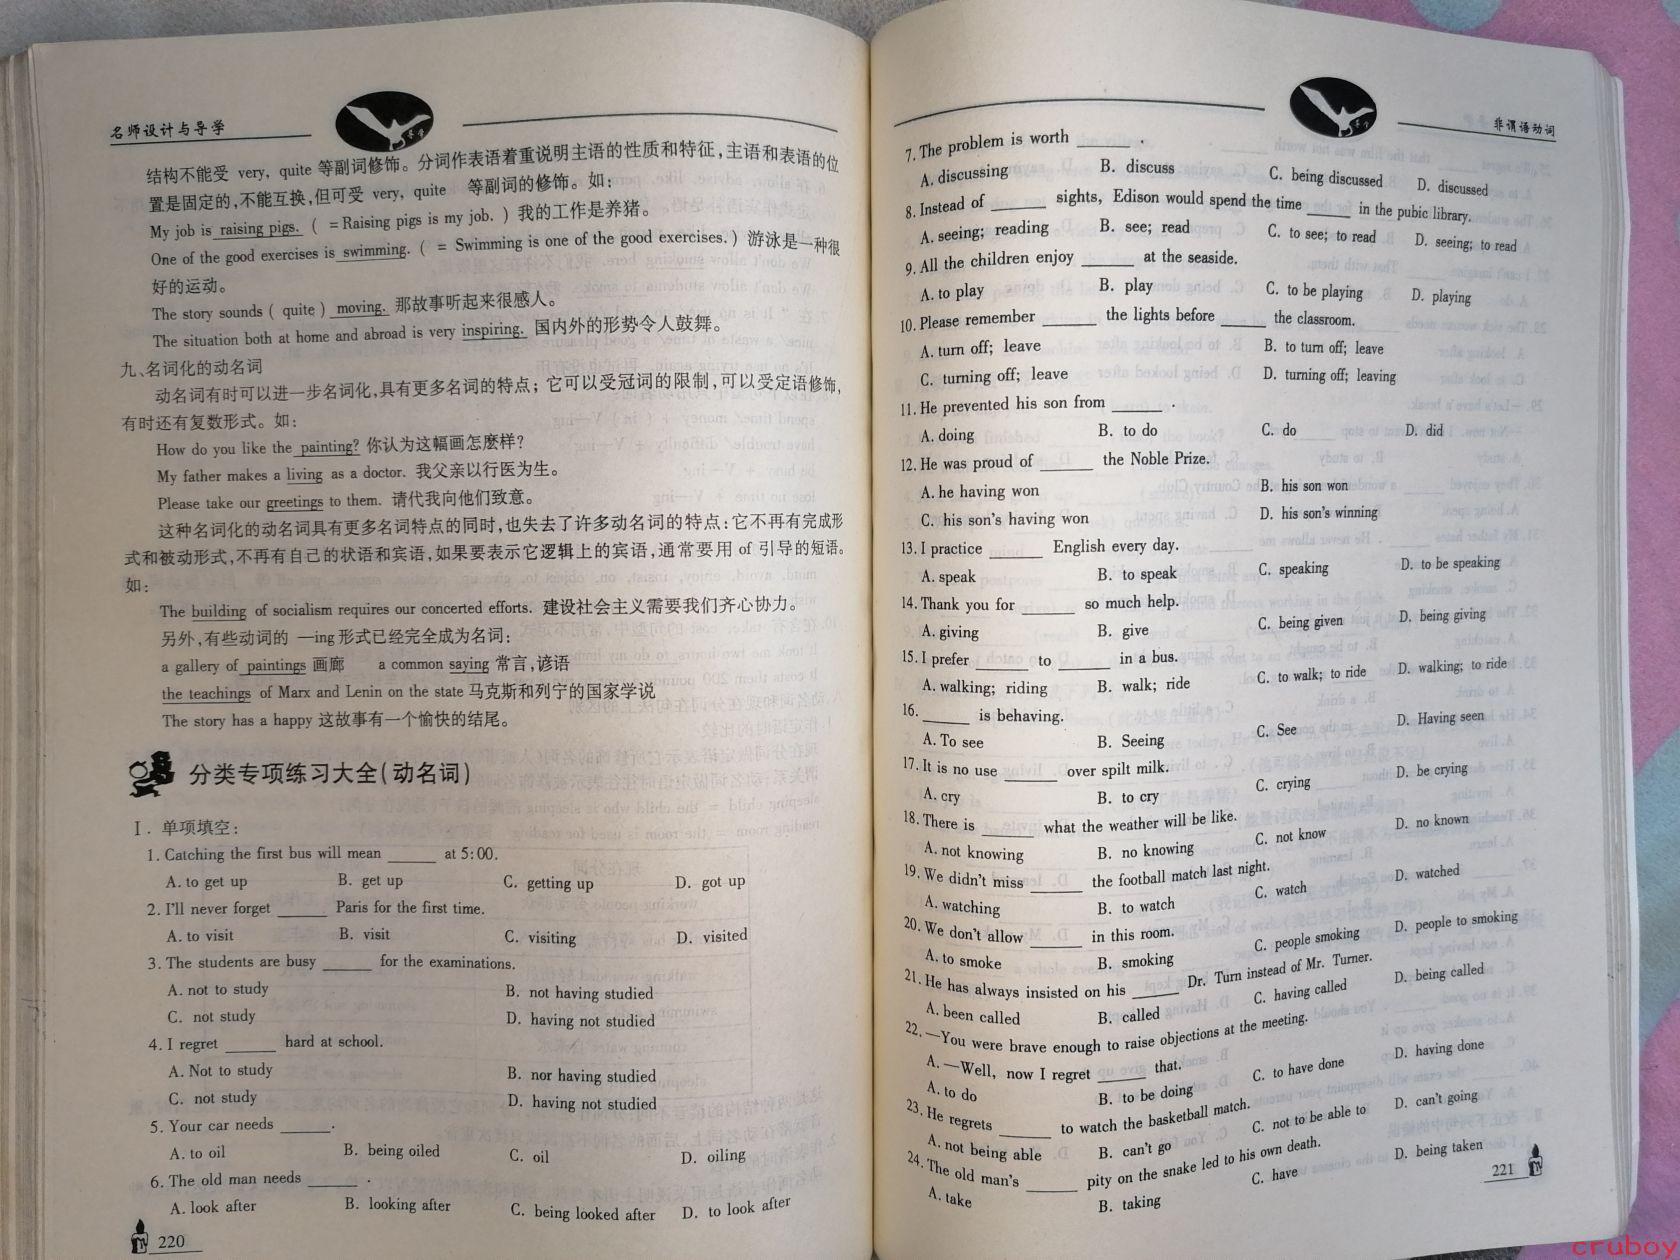 名师设计与导学
结构不能受 very, quite 等副词修饰。分词作表语着重说明主语的性质和特征,主语和表语的位
置是固定的,不能互换,但可受 very, quite 等副词的修饰。如:
My job is raising pigs. ( =Raising pigs is my job. ) 我的工作是养猪。
One of the good exercises is swimming. ( = Swimming is one of the good exercises. ) 游泳是一种很
好的运动。
The story sounds ( quite ) moving. 那故事听起来很感人。
The situation both at home and abroad is very inspiring. 国内外的形势令人鼓舞。
九、名词化的动名词
动名词有时可以进一步名词化,具有更多名词的特点；它可以受冠词的限制,可以受定语修饰,
有时还有复数形式。如:
How do you like the painting? 你认为这幅画怎麽样?
My father makes a living as a doctor. 我父亲以行医为生。
Please take our greetings to them. 请代我向他们致意。
这种名词化的动名词具有更多名词特点的同时,也失去了许多动名词的特点:它不再有完成形
式和被动形式,不再有自己的状语和宾语,如果要表示它逻辑上的宾语,通常要用 of 引导的短语。
如:
The building of socialism requires our concerted efforts. 建设社会主义需要我们齐心协力。
另外,有些动词的 —ing 形式已经完全成为名词:
a gallery of paintings 画廊 a common saying 常言,谚语
the teachings of Marx and Lenin on the state 马克斯和列宁的国家学说
The story has a happy 这故事有一个愉快的结尾。
分类专项练习大全(动名词)
Ⅰ. 单项填空:
1. Catching the first bus will mean ______ at 5:00.
A. to get up B. get up C. getting up D. got up
2. I'll never forget ______ Paris for the first time.
A. to visit B. visit C. visiting D. visited
3. The students are busy ______ for the examinations.
A. not to study B. not having studied
C. not study D. having not studied
4. I regret ______ hard at school.
A. Not to study B. nor having studied
C. not study D. having not studied
5. Your car needs ______.
A. to oil B. being oiled C. oil D. oiling
6. The old man needs ______ .
A. look after B. looking after C. being looked after D. to look after
220
非谓语动词
7. The problem is worth ______ .
A. discussing B. discuss C. being discussed D. discussed
8. Instead of ______ sights, Edison would spend the time ______ in the pubic library.
A. seeing; reading B. see; read C. to see; to read D. seeing; to read
9. All the children enjoy ______ at the seaside.
A. to play B. play C. to be playing D. playing
10. Please remember ______ the lights before ______ the classroom.
A. turn off; leave B. to turn off; leave
C. turning off; leave D. turning off; leaving
11. He prevented his son from ______ .
A. doing B. to do C. do D. did
12. He was proud of ______ the Noble Prize.
A. he having won B. his son won
C. his son's having won D. his son's winning
13. I practice ______ English every day.
A. speak B. to speak C. speaking D. to be speaking
14. Thank you for ______ so much help.
A. giving B. give C. being given D. being giving
15. I prefer ______ to ______ in a bus.
A. walking; riding B. walk; ride C. to walk; to ride D. walking; to ride
16. ______ is behaving.
A. To see B. Seeing C. See D. Having seen
17. It is no use ______ over spilt milk.
A. cry B. to cry C. crying D. be crying
18. There is ______ what the weather will be like.
A. not knowing B. no knowing C. not know D. no known
19. We didn't miss ______ the football match last night.
A. watching B. to watch C. watch D. watched
20. We don't allow ______ in this room.
A. to smoke B. smoking C. people smoking D. people to smoking
21. He has always insisted on his ______ Dr. Turn instead of Mr. Turner.
A. been called B. called C. having called D. being called
22. —You were brave enough to raise objections at the meeting.
A. —Well, now I regret ______ that.
A. to do B. to be doing C. to have done D. having done
23. He regrets ______ to watch the basketball match.
A. not being able B. can't go C. not to be able to D. can't going
24. The old man's ______ pity on the snake led to his own death.
A. take B. taking C. have D. being taken
221
cruboy